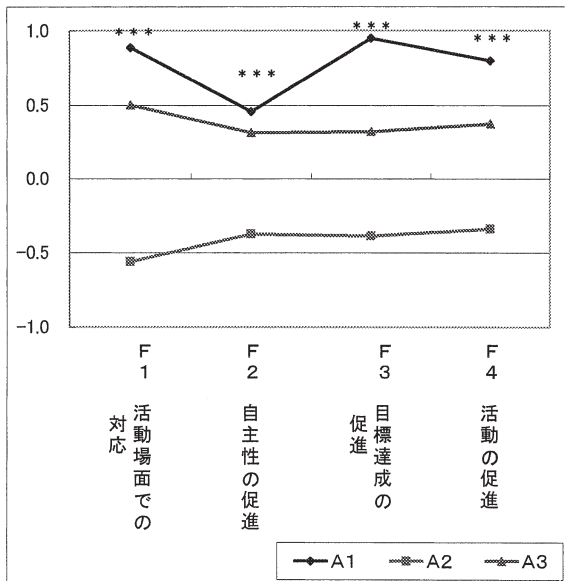 1.0
0.5
0.0
-0.5
-1.0
***
***
***
***
F1 活動場面での対応
F2 自主性の促進
F3 目標達成の促進
F4 活動の促進
A1 A2 A3